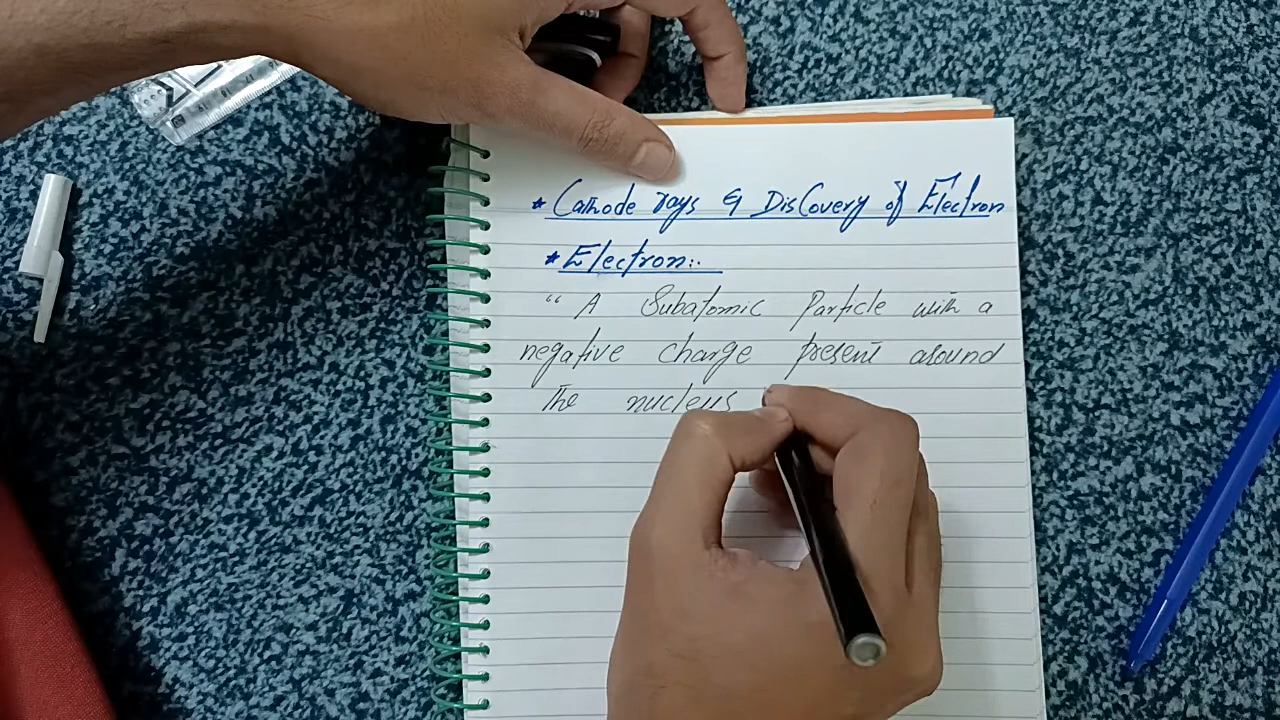 * Cathode rays & Discovery of Electron
* Electron:.
“ A Subatomic Particle with a
negative charge present around
the nucleus